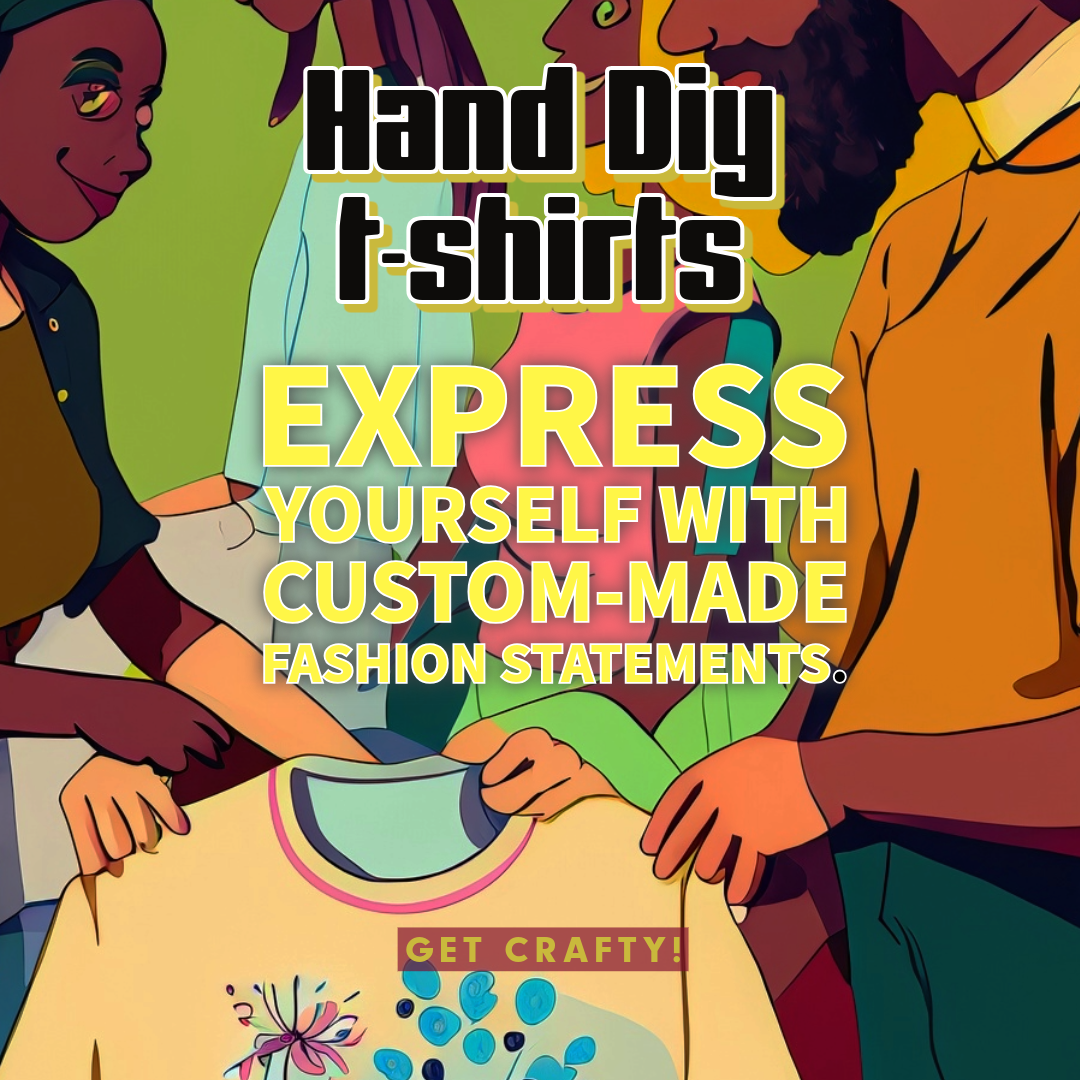 Hand Diy
t-shirts
EXPRESS
YOURSELF WITH
CUSTOM-MADE
FASHION STATEMENTS。
GET CRAFTY!